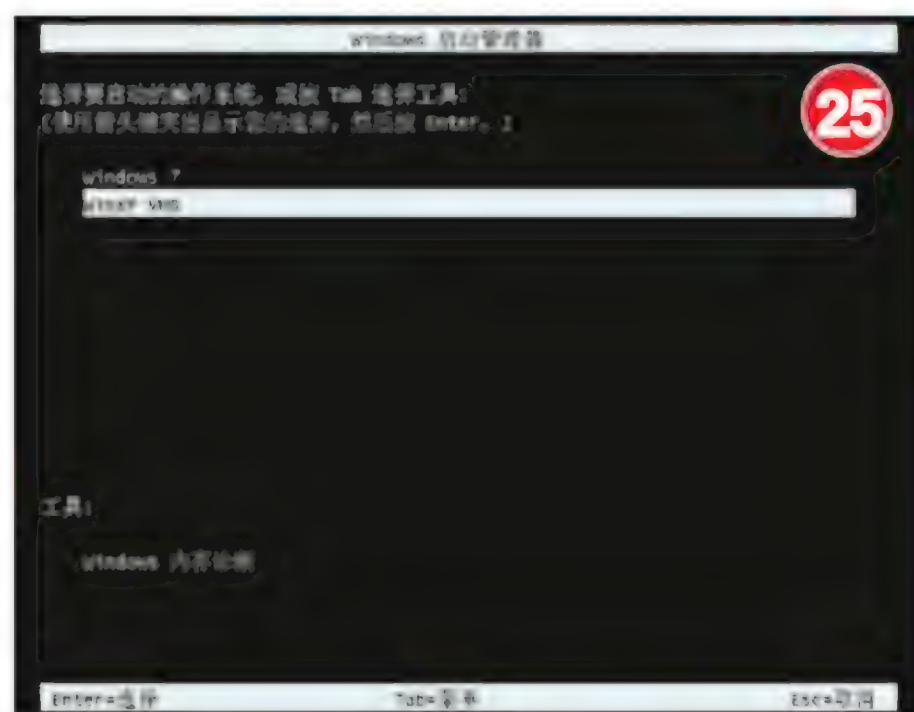 Windows 启动管理器
选择要启动的操作系统，或按 Tab 选择工具:
(使用箭头键突出显示您的选择，然后按 Enter。)
25
Windows 7
工具:
Windows 内存诊断
Enter=选择 Tab=菜单 Esc=取消